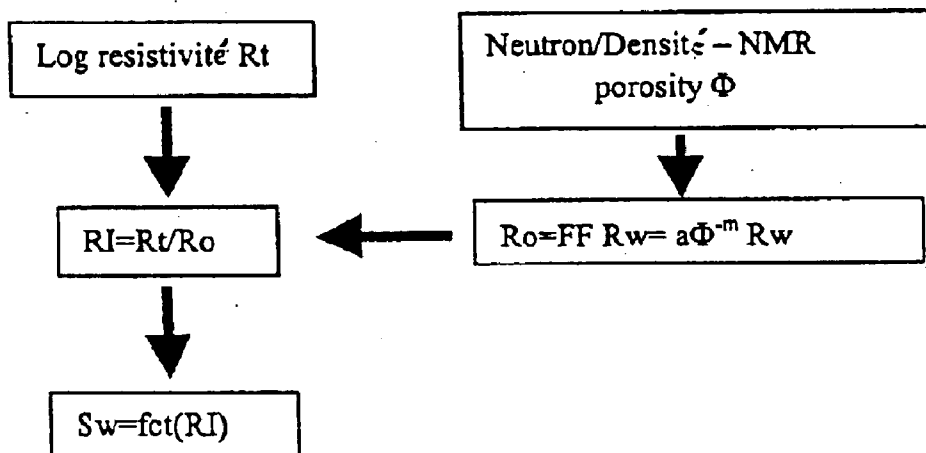 Log resistivité Rt
Neutron/Densité – NMR
porosity Φ
RI=Rt/Ro
Ro=FF Rw= aΦ⁻ᵐ Rw
Sw=fct(RI)